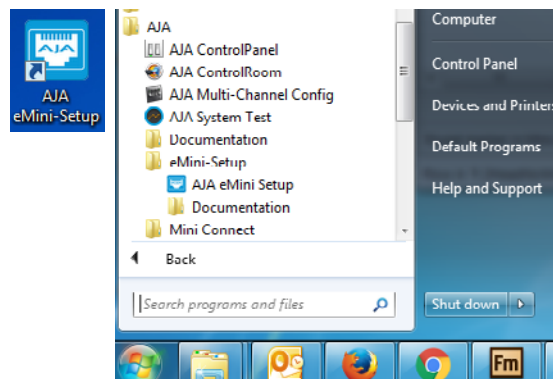 AJA
AJA
eMini-Setup
AJA
AJA ControlPanel
AJA ControlRoom
AJA Multi-Channel Config
AJA System Test
Documentation
eMini-Setup
AJA eMini Setup
Documentation
Mini Connect
Back
Search programs and files
Computer
Control Panel
Devices and Printers
Default Programs
Help and Support
Shut down
Fm